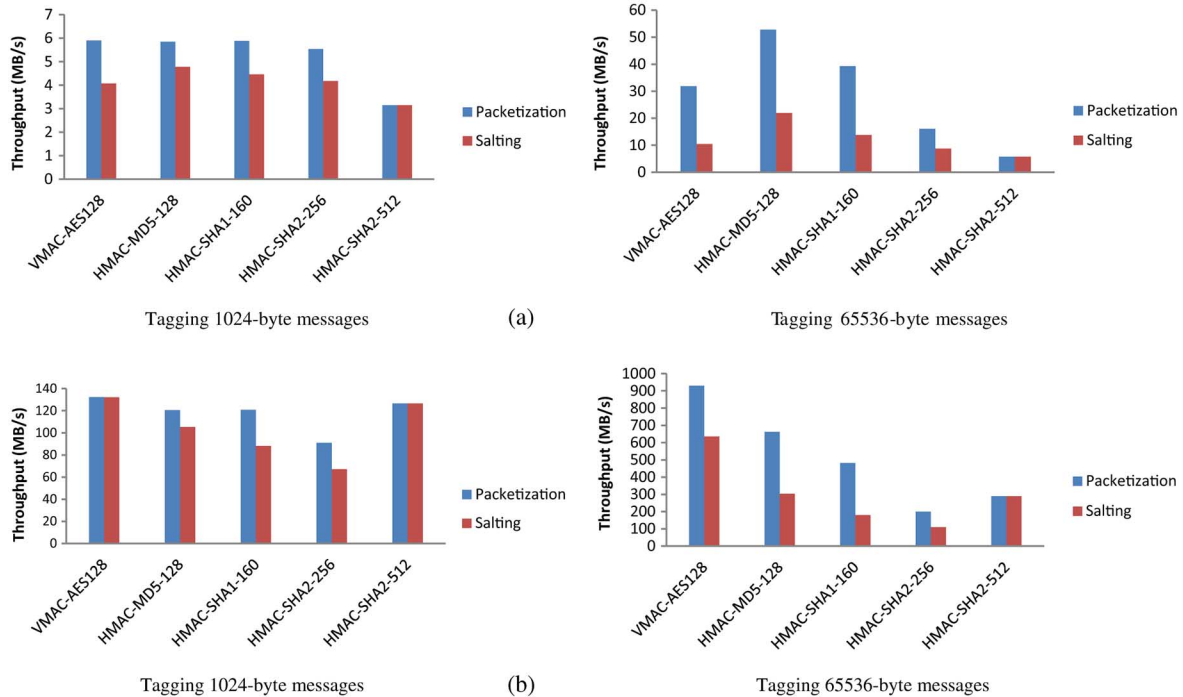 Throughput (MB/s)
7
6
5
4
3
2
1
0
VMAC-AES128
HMAC-MD5-128
HMAC-SHA1-160
HMAC-SHA2-256
HMAC-SHA2-512
Packetization
Salting
Tagging 1024-byte messages
Throughput (MB/s)
60
50
40
30
20
10
0
VMAC-AES128
HMAC-MD5-128
HMAC-SHA1-160
HMAC-SHA2-256
HMAC-SHA2-512
Packetization
Salting
Tagging 65536-byte messages
(a)
Throughput (MB/s)
140
120
100
80
60
40
20
0
VMAC-AES128
HMAC-MD5-128
HMAC-SHA1-160
HMAC-SHA2-256
HMAC-SHA2-512
Packetization
Salting
Tagging 1024-byte messages
Throughput (MB/s)
1000
900
800
700
600
500
400
300
200
100
0
VMAC-AES128
HMAC-MD5-128
HMAC-SHA1-160
HMAC-SHA2-256
HMAC-SHA2-512
Packetization
Salting
Tagging 65536-byte messages
(b)